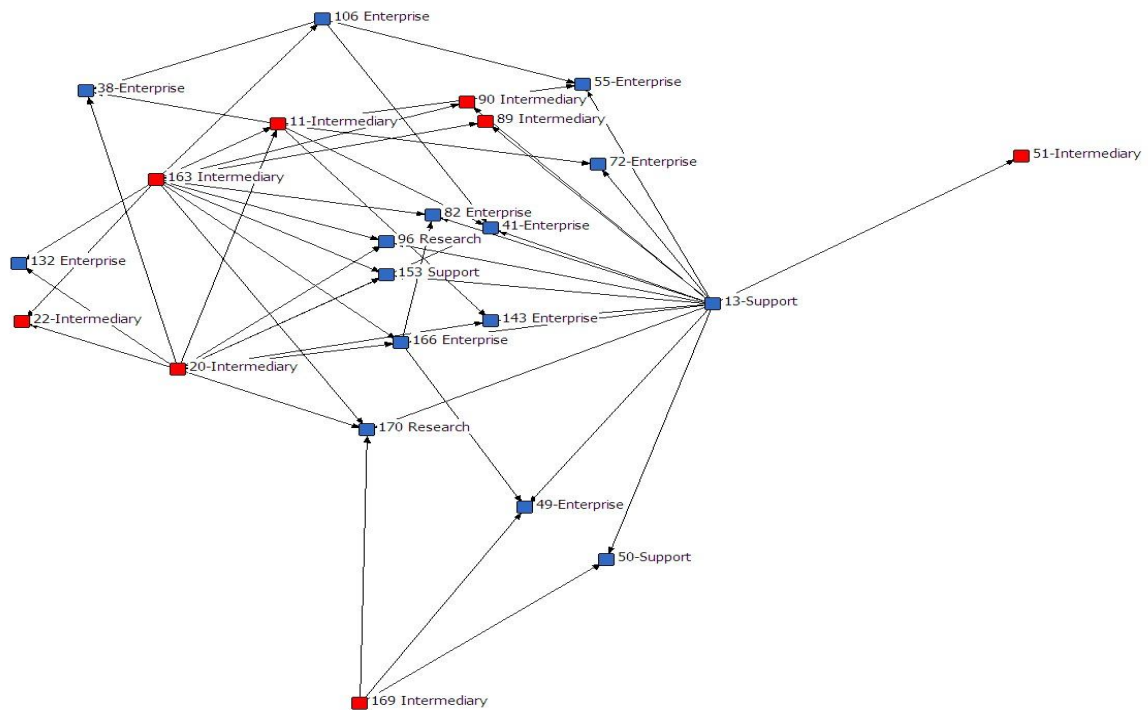 106 Enterprise
38-Enterprise
55-Enterprise
90 Intermediary
11-Intermediary
89 Intermediary
51-Intermediary
72-Enterprise
163 Intermediary
82 Enterprise
41-Enterprise
96 Research
132 Enterprise
153 Support
13-Support
22-Intermediary
143 Enterprise
166 Enterprise
20-Intermediary
170 Research
49-Enterprise
50-Support
169 Intermediary